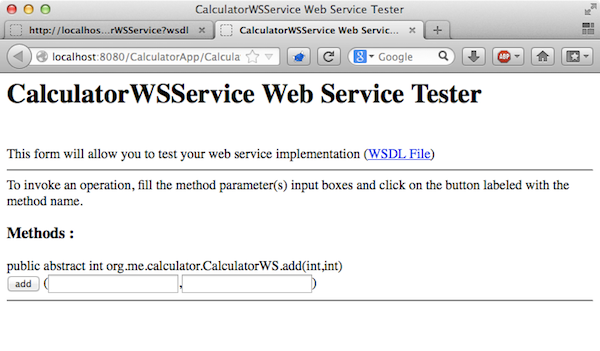 CalculatorWSService Web Service Tester
http://localhos...rWSService?wsdl × CalculatorWSService Web Servic... × +
localhost:8080/CalculatorApp/Calcula Google ABP
CalculatorWSService Web Service Tester
This form will allow you to test your web service implementation (WSDL File)
To invoke an operation, fill the method parameter(s) input boxes and click on the button labeled with the
method name.
Methods :
public abstract int org.me.calculator.CalculatorWS.add(int,int)
add ( , )